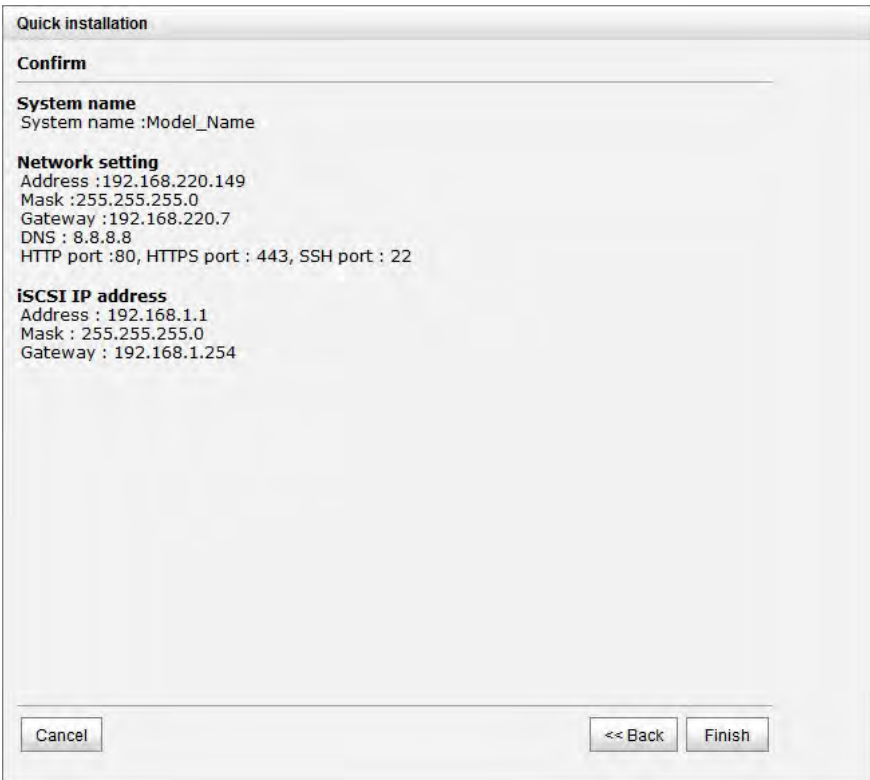 Quick installation
Confirm
System name
System name :Model_Name
Network setting
Address :192.168.220.149
Mask :255.255.255.0
Gateway :192.168.220.7
DNS : 8.8.8.8
HTTP port :80, HTTPS port : 443, SSH port : 22
iSCSI IP address
Address : 192.168.1.1
Mask : 255.255.255.0
Gateway : 192.168.1.254
Cancel
<< Back
Finish